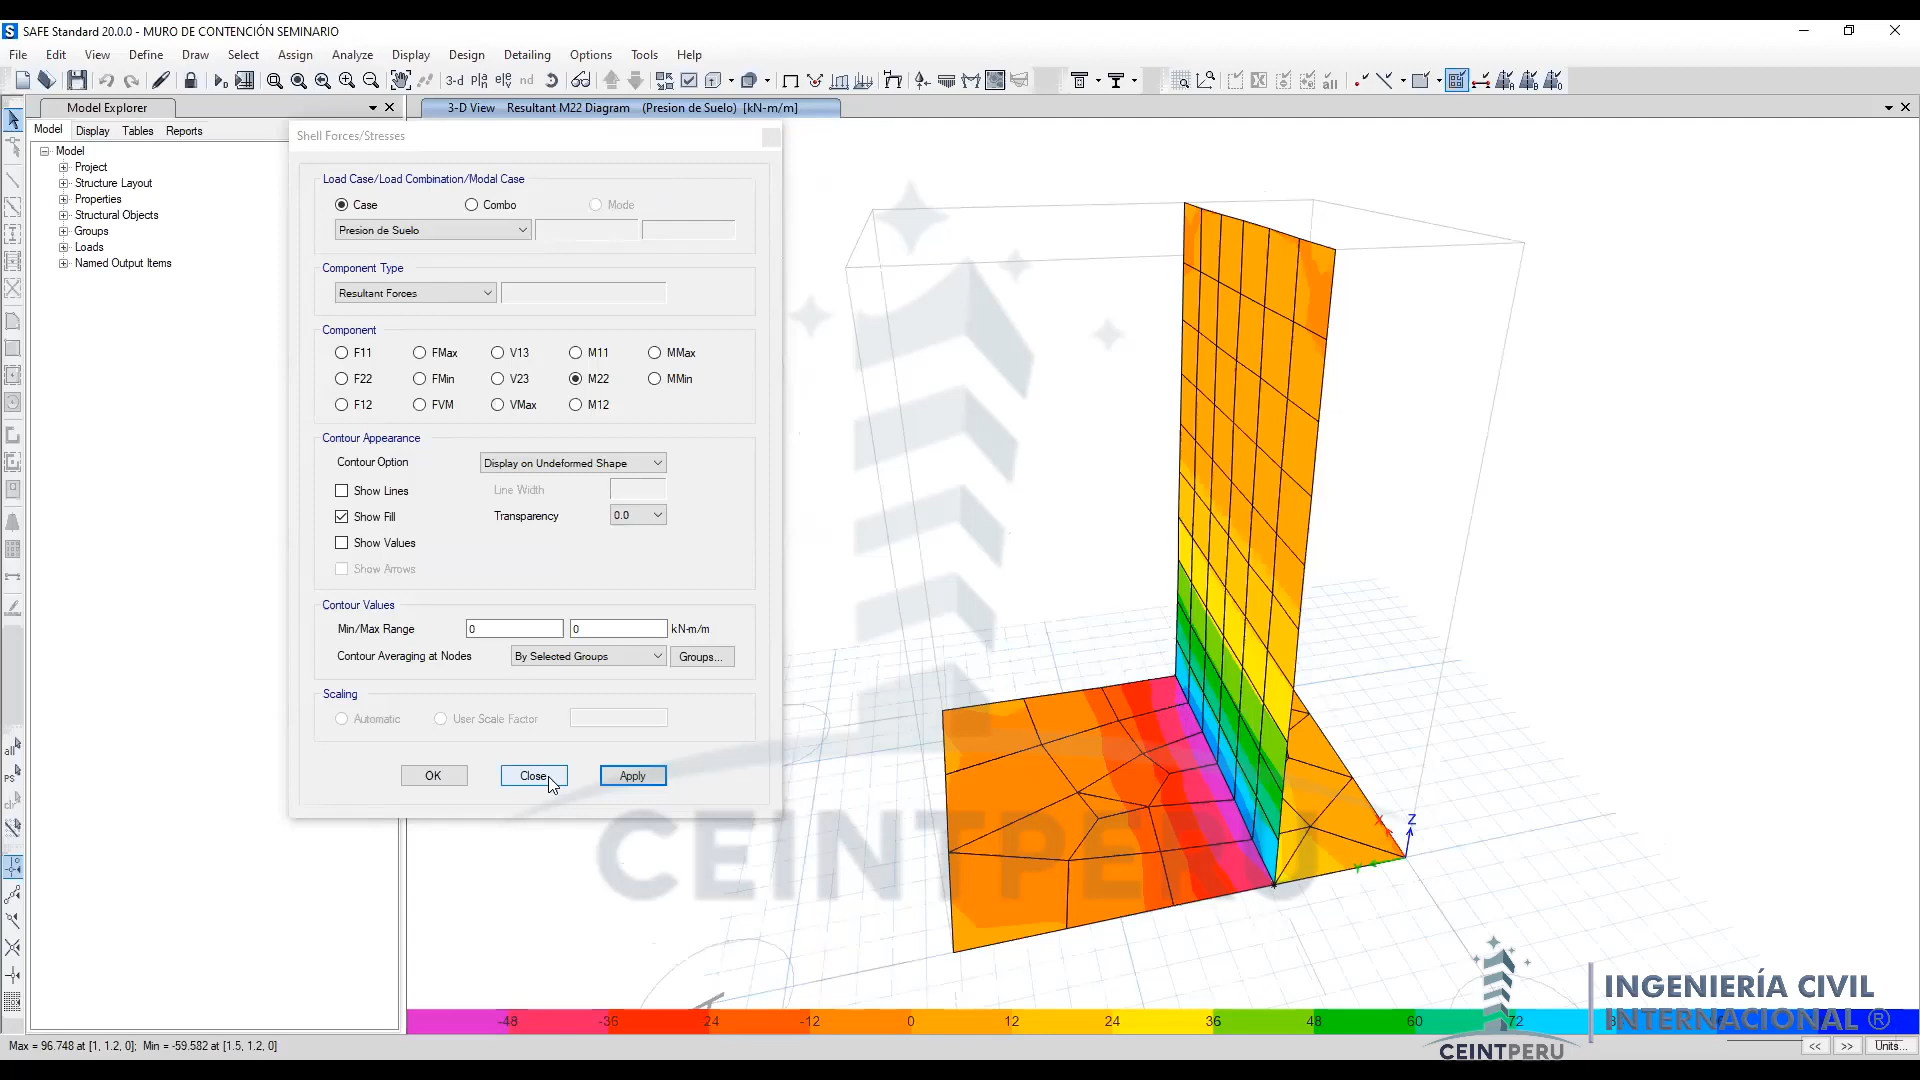 SAFE Standard 20.0.0 - MURO DE CONTENCIÓN SEMINARIO
File Edit View Define Draw Select Assign Analyze Display Design Detailing Options Tools Help
3-d
nd
all
Model Explorer
3-D View Resultant M22 Diagram (Presion de Suelo) [kN-m/m]
Model Display Tables Reports
Model
Project
Structure Layout
Properties
Structural Objects
Groups
Loads
Named Output Items
Shell Forces/Stresses
Load Case/Load Combination/Modal Case
Case Combo Mode
Presion de Suelo
Component Type
Resultant Forces
Component
F11 FMax V13 M11 MMax
F22 FMin V23 M22 MMin
F12 FVM VMax M12
Contour Appearance
Contour Option Display on Undeformed Shape
Show Lines Line Width
Show Fill Transparency 0.0
Show Values
Show Arrows
Contour Values
Min/Max Range 0 0 kN-m/m
Contour Averaging at Nodes By Selected Groups Groups...
Scaling
Automatic User Scale Factor
OK Close Apply
all
PS
clr
X Z
Y
CEINTPERU
INGENIERÍA CIVIL
INTERNACIONAL ®
CEINTPERU
-48 -36 -24 -12 0 12 24 36 48 60 72
Max = 96.748 at [1, 1.2, 0]; Min = -59.582 at [1.5, 1.2, 0]
<< >> Units...